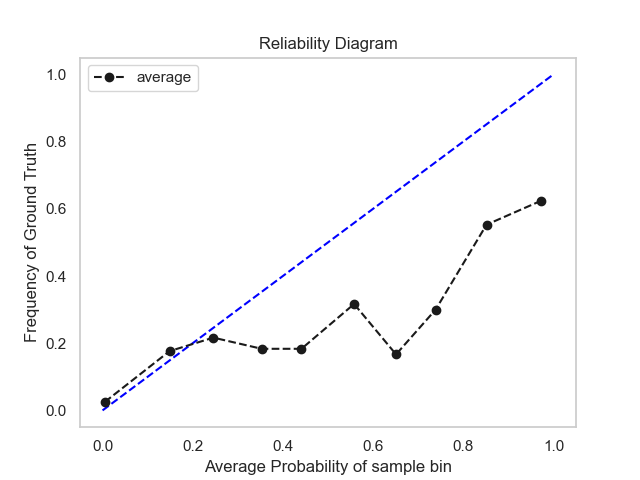 Reliability Diagram
average
1.0
0.8
0.6
0.4
0.2
0.0
Frequency of Ground Truth
0.0 0.2 0.4 0.6 0.8 1.0
Average Probability of sample bin